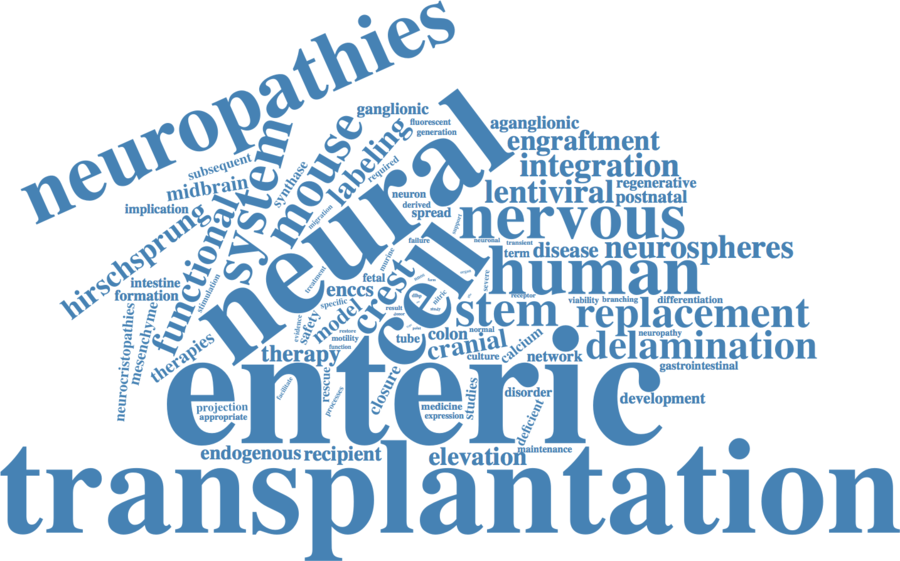 neuropathies
ganglionic
fluorescent
generation
aganglionic
mouse
labeling
neural
engraftment
system
subsequent
synthase
required
integration
midbrain
neuron
lentiviral
regenerative
derived
postnatal
implication
functional
migration
spread
support
nervous
hirschsprung
failure
neuronal
transient
murine
term
disease
neurospheres
cell
intestine
treatment
fetal
crest
severe
human
formation
stimulation
enccs
specific
nitric
receptor
viability
branching
differentiation
model
result
stem
replacement
neurocristopathies
mesenchyme
evidence
safety
restore
motility
function
tube
colon
normal
cranial
calcium
neuropathy
delamination
therapies
therapy
culture
network
gastrointestinal
enteric
facilitate
rescue
processes
closure
studies
disorder
development
projection
appropriate
medicine
expression
deficient
endogenous
recipient
elevation
maintenance
transplantation